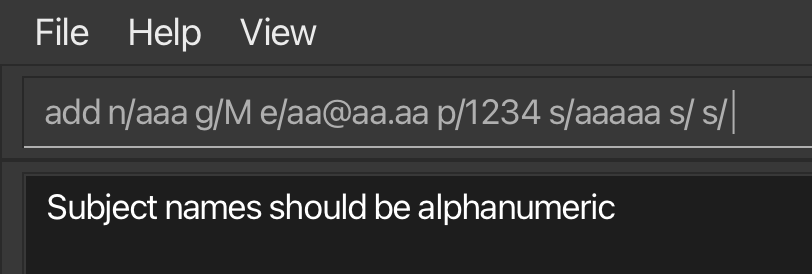 File Help View
add n/aaa g/M e/aa@aa.aa p/1234 s/aaaaa s/ s/
Subject names should be alphanumeric